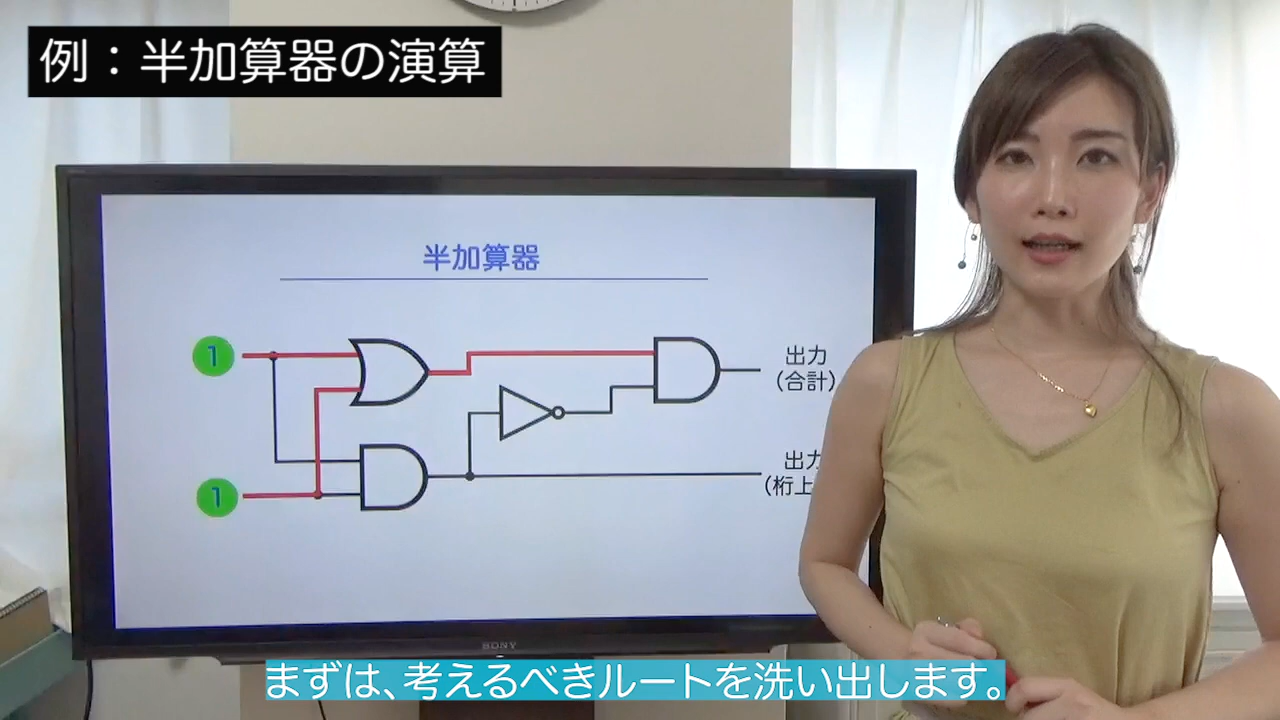 例：半加算器の演算
半加算器
1
出力
（合計）
1
出力
（桁上
SONY
まずは、考えるべきルートを洗い出します。